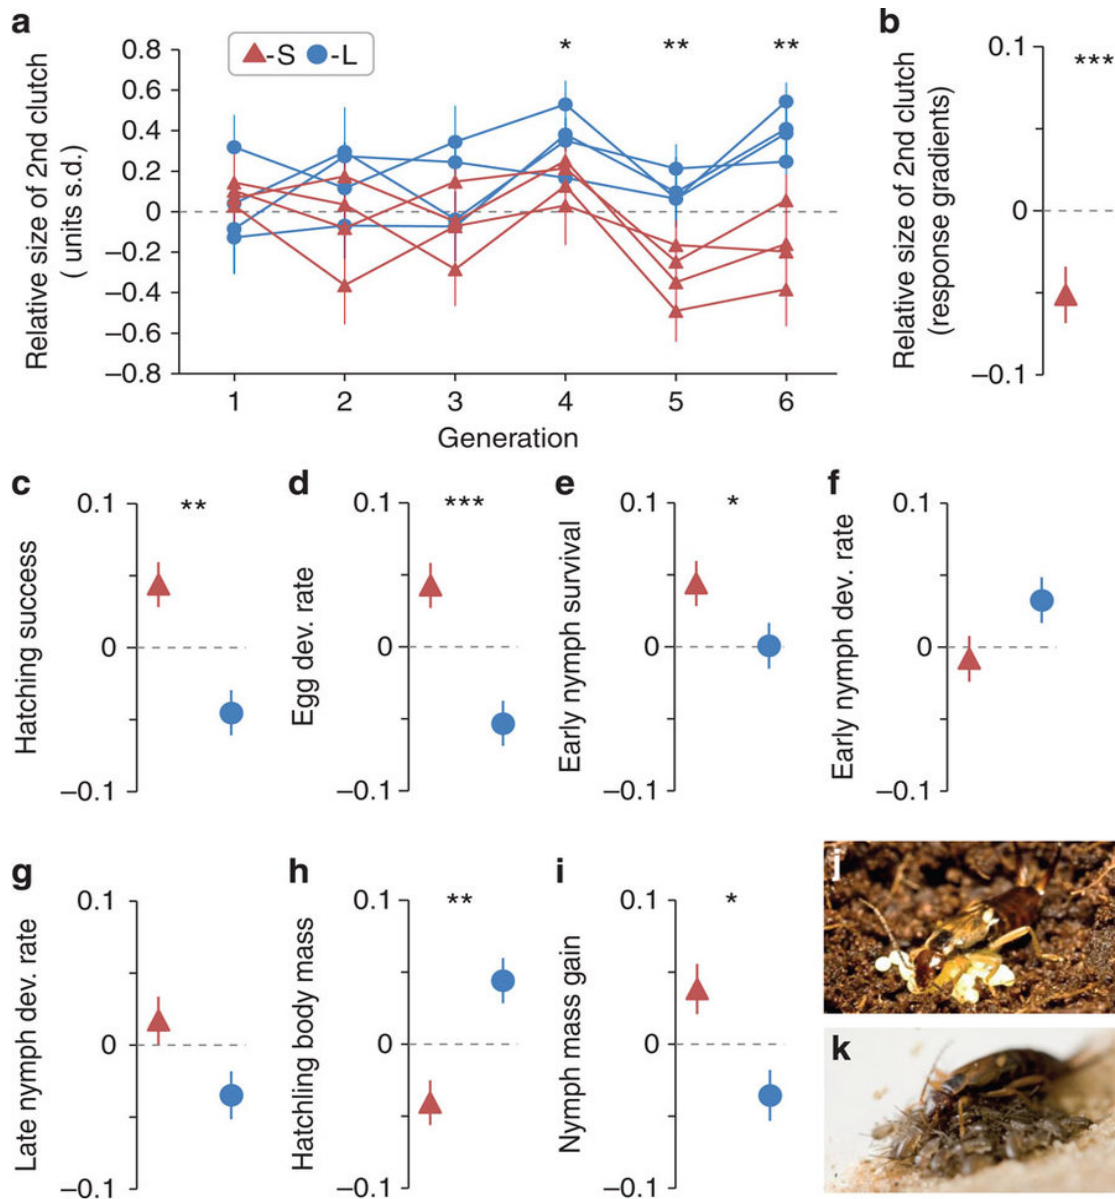 a
Relative size of 2nd clutch
( units s.d.)
0.8
0.6
0.4
0.2
0
–0.2
–0.4
–0.6
–0.8
-S
-L
*
**
**
1
2
3
4
5
6
Generation
b
Relative size of 2nd clutch
(response gradients)
0.1
0
–0.1
***
c
Hatching success
0.1
0
–0.1
**
d
Egg dev. rate
0.1
0
–0.1
***
e
Early nymph survival
0.1
0
–0.1
*
f
Early nymph dev. rate
0.1
0
–0.1
g
Late nymph dev. rate
0.1
0
–0.1
h
Hatchling body mass
0.1
0
–0.1
**
i
Nymph mass gain
0.1
0
–0.1
*
j
k